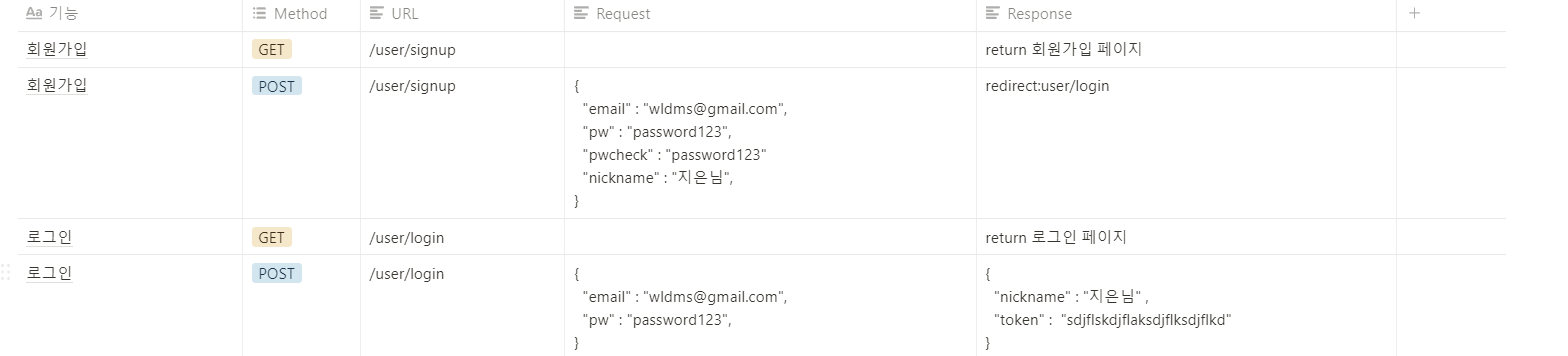 Aa 기능 Method URL Request Response +
회원가입 GET /user/signup return 회원가입 페이지
회원가입 POST /user/signup { redirect:user/login
"email" : "wldms@gmail.com",
"pw" : "password123",
"pwcheck" : "password123"
"nickname" : "지은님",
}
로그인 GET /user/login return 로그인 페이지
로그인 POST /user/login { {
"email" : "wldms@gmail.com", "nickname" : "지은님" ,
"pw" : "password123", "token" : "sdjflskdjflaksdjflksdjflkd"
} }